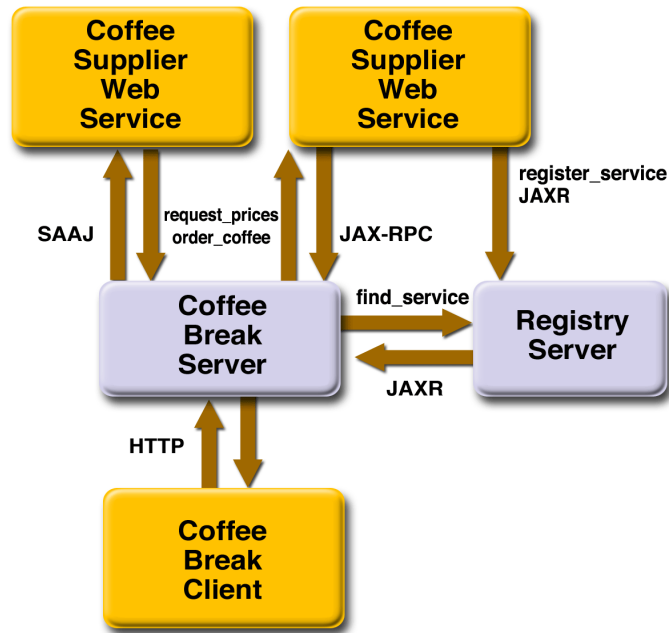 Coffee
Supplier
Web
Service
Coffee
Supplier
Web
Service
register_service
JAXR
SAAJ
request_prices
order_coffee
JAX-RPC
Coffee
Break
Server
find_service
JAXR
Registry
Server
HTTP
Coffee
Break
Client